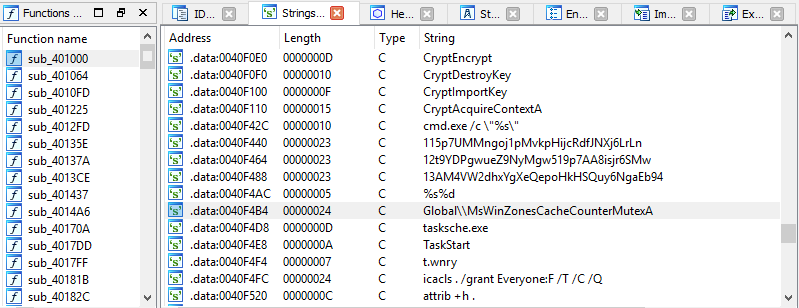 Functions ...
ID...
Strings...
He...
St...
En...
Im...
Ex...
Function name
sub_401000
sub_401064
sub_4010FD
sub_401225
sub_4012FD
sub_40135E
sub_40137A
sub_4013CE
sub_401437
sub_4014A6
sub_40170A
sub_4017DD
sub_4017FF
sub_40181B
sub_40182C
Address Length Type String
.data:0040F0E0 0000000D C CryptEncrypt
.data:0040F0F0 00000010 C CryptDestroyKey
.data:0040F100 0000000F C CryptImportKey
.data:0040F110 00000015 C CryptAcquireContextA
.data:0040F42C 00000010 C cmd.exe /c \"%s\"
.data:0040F440 00000023 C 115p7UMMngoj1pMvkpHijcRdfJNXj6LrLn
.data:0040F464 00000023 C 12t9YDPgwueZ9NyMgw519p7AA8isjr6SMw
.data:0040F488 00000023 C 13AM4VW2dhxYgXeQepoHkHSQuy6NgaEb94
.data:0040F4AC 00000005 C %s%d
.data:0040F4B4 00000024 C Global\\MsWinZonesCacheCounterMutexA
.data:0040F4D8 0000000D C tasksche.exe
.data:0040F4E8 0000000A C TaskStart
.data:0040F4F4 00000007 C t.wnry
.data:0040F4FC 00000024 C icacls . /grant Everyone:F /T /C /Q
.data:0040F520 0000000C C attrib +h .